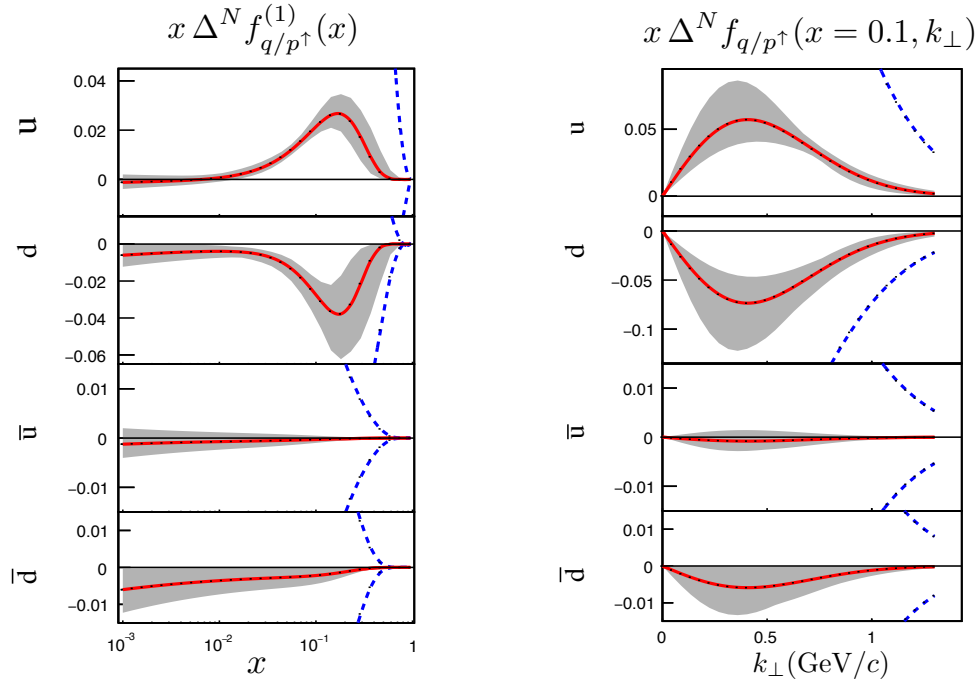 x Δ^N f^{(1)}_{q/p↑}(x)
x Δ^N f_{q/p↑}(x = 0.1, k⊥)
u
0.04
0.02
0
d
0
−0.02
−0.04
−0.06
u̅
0.01
0
−0.01
d̅
0.01
0
−0.01
10⁻³ 10⁻² 10⁻¹ 1
x
u
0.05
0
d
0
−0.05
−0.1
u̅
0.01
0
−0.01
d̅
0.01
0
−0.01
0 0.5 1
k⊥(GeV/c)